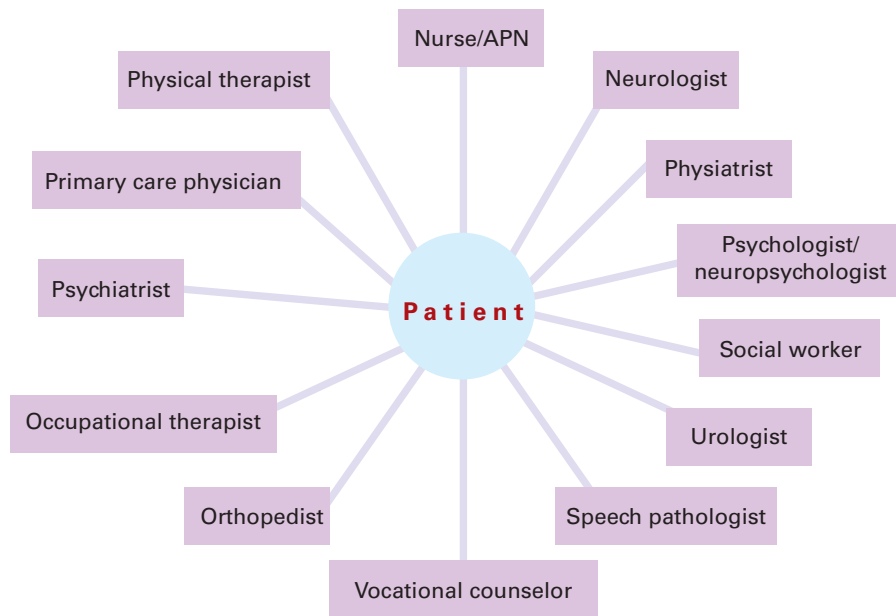 Nurse/APN
Physical therapist
Neurologist
Primary care physician
Physiatrist
Psychologist/
neuropsychologist
Psychiatrist
Patient
Social worker
Occupational therapist
Urologist
Orthopedist
Speech pathologist
Vocational counselor